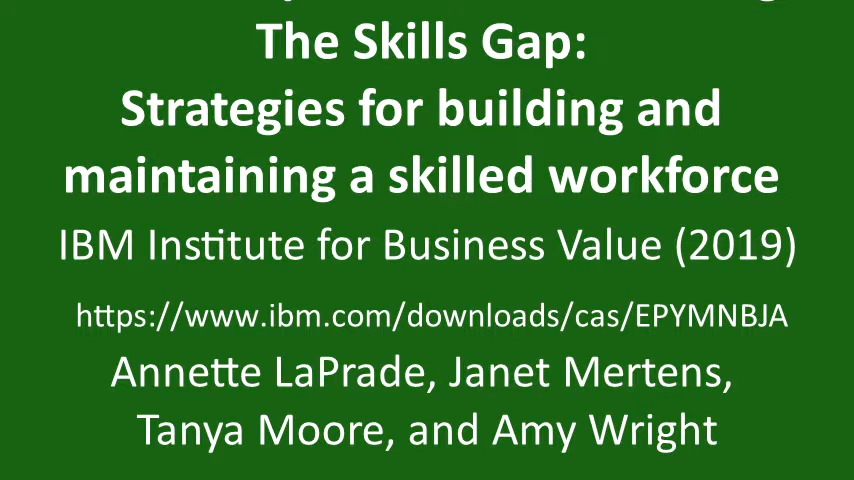 The Skills Gap:
Strategies for building and
maintaining a skilled workforce
IBM Institute for Business Value (2019)
https://www.ibm.com/downloads/cas/EPYMNBJA
Annette LaPrade, Janet Mertens,
Tanya Moore, and Amy Wright